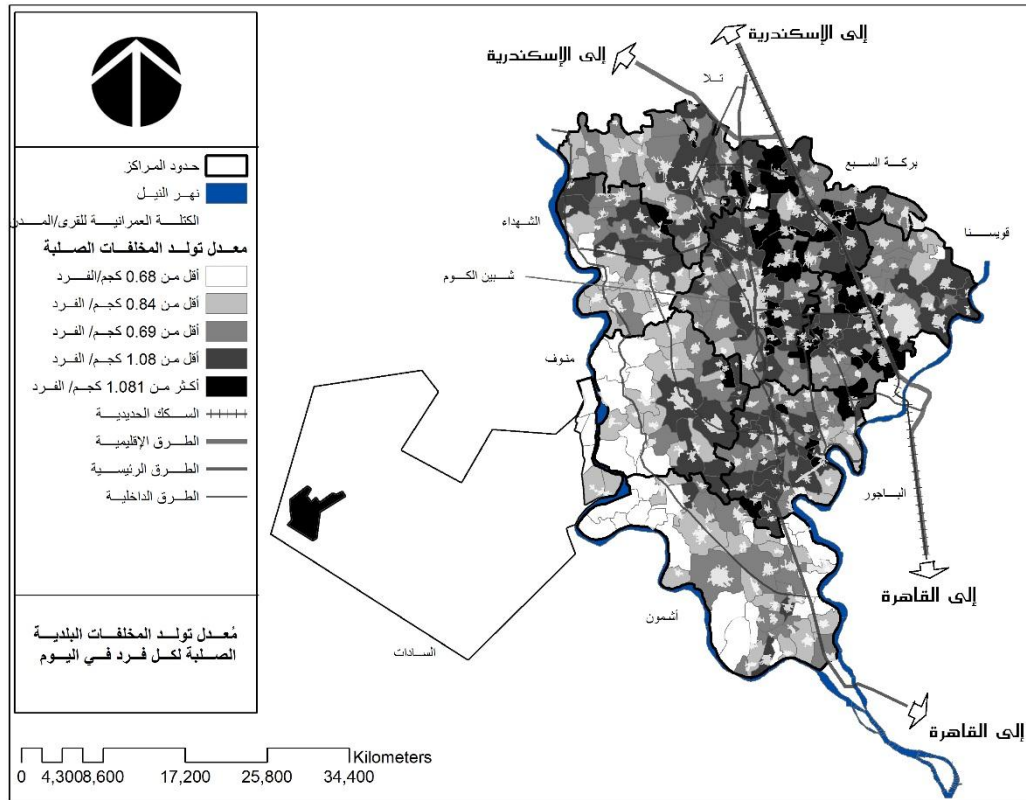 حدود المراكز
نهر النيل
الكتلة العمرانية للقرى/المدن
معدل تولد المخلفات الصلبة
أقل من 0.68 كجم/الفرد
أقل من 0.84 كجم/ الفرد
أقل من 0.69 كجم/ الفرد
أقل من 1.08 كجم/ الفرد
أكثر من 1.081 كجم/ الفرد
السكك الحديدية
الطرق الإقليمية
الطرق الرئيسية
الطرق الداخلية
مُعدل تولد المخلفات البلدية
الصلبة لكل فرد في اليوم
إلى الإسكندرية
إلى الإسكندرية
تلا
بركة السبع
الشهداء
قويسنا
شبين الكوم
منوف
الباجور
إلى القاهرة
أشمون
السادات
إلى القاهرة
Kilometers
0 4,300 8,600 17,200 25,800 34,400